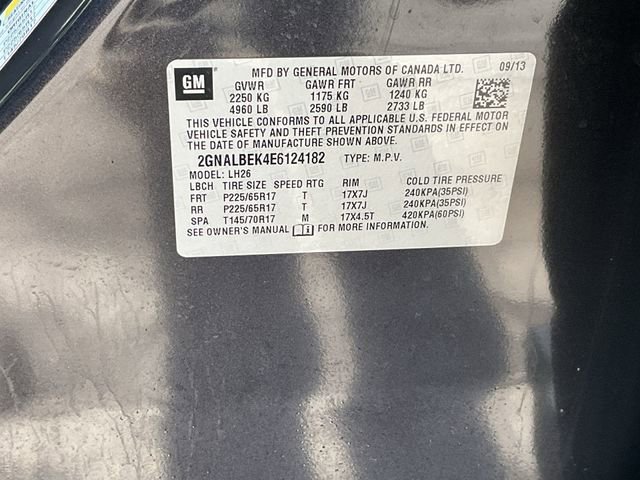 GM
MFD BY GENERAL MOTORS OF CANADA LTD. 09/13
GVWR GAWR FRT GAWR RR
2250 KG 1175 KG 1240 KG
4960 LB 2590 LB 2733 LB
THIS VEHICLE CONFORMS TO ALL APPLICABLE U.S. FEDERAL MOTOR
VEHICLE SAFETY AND THEFT PREVENTION STANDARDS IN EFFECT ON
THE DATE OF MANUFACTURE SHOWN ABOVE.
2GNALBEK4E6124182 TYPE: M.P.V.
MODEL: LH26
LBCH TIRE SIZE SPEED RTG RIM COLD TIRE PRESSURE
FRT P225/65R17 T 17X7J 240KPA(35PSI)
RR P225/65R17 T 17X7J 240KPA(35PSI)
SPA T145/70R17 M 17X4.5T 420KPA(60PSI)
SEE OWNER'S MANUAL i FOR MORE INFORMATION.